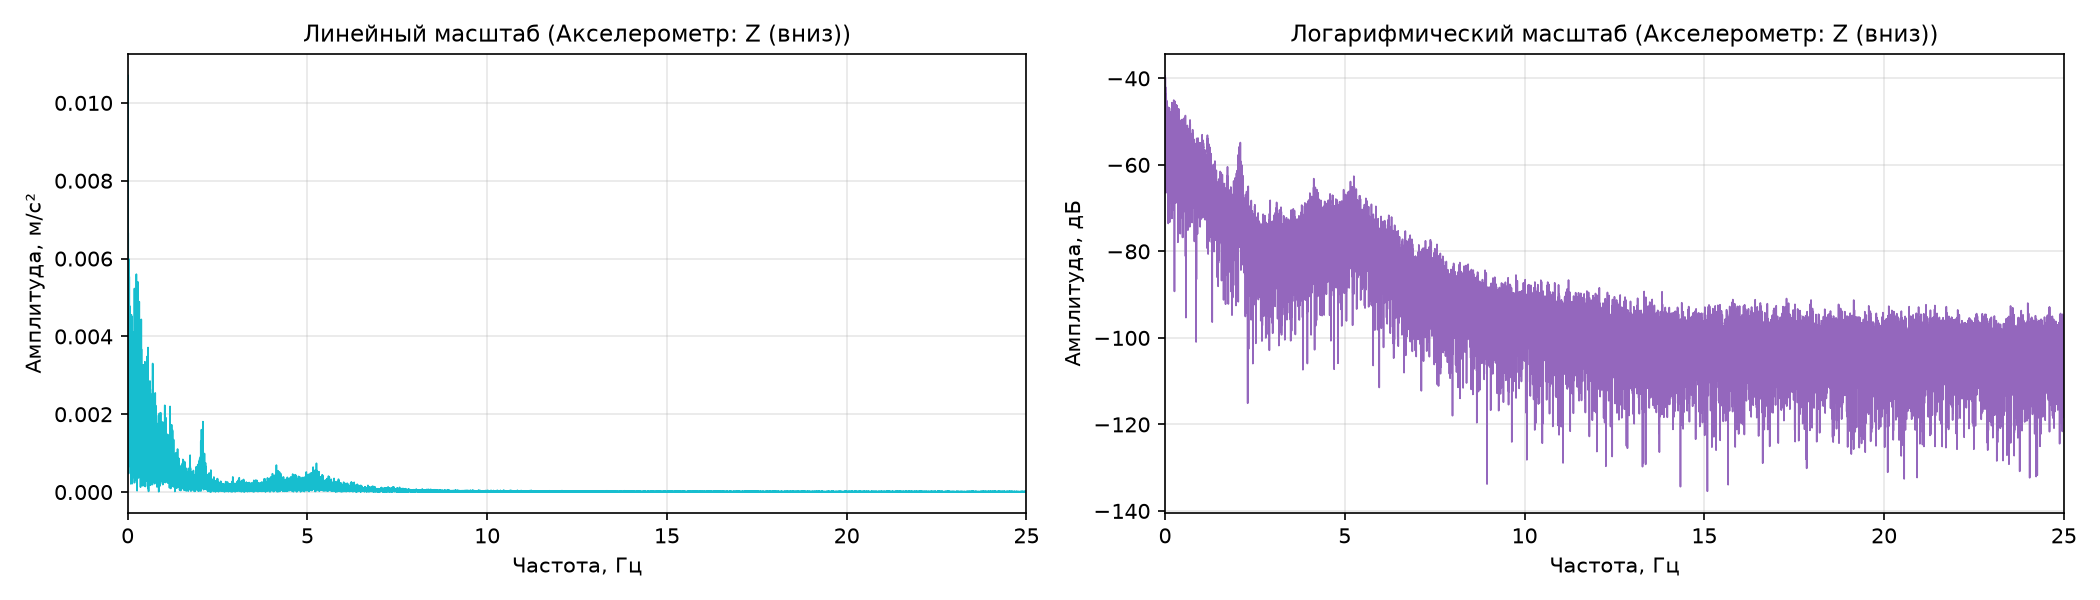 Линейный масштаб (Акселерометр: Z (вниз))
Амплитуда, м/с²
0.010
0.008
0.006
0.004
0.002
0.000
0 5 10 15 20 25
Частота, Гц
Логарифмический масштаб (Акселерометр: Z (вниз))
Амплитуда, дБ
−40
−60
−80
−100
−120
−140
0 5 10 15 20 25
Частота, Гц